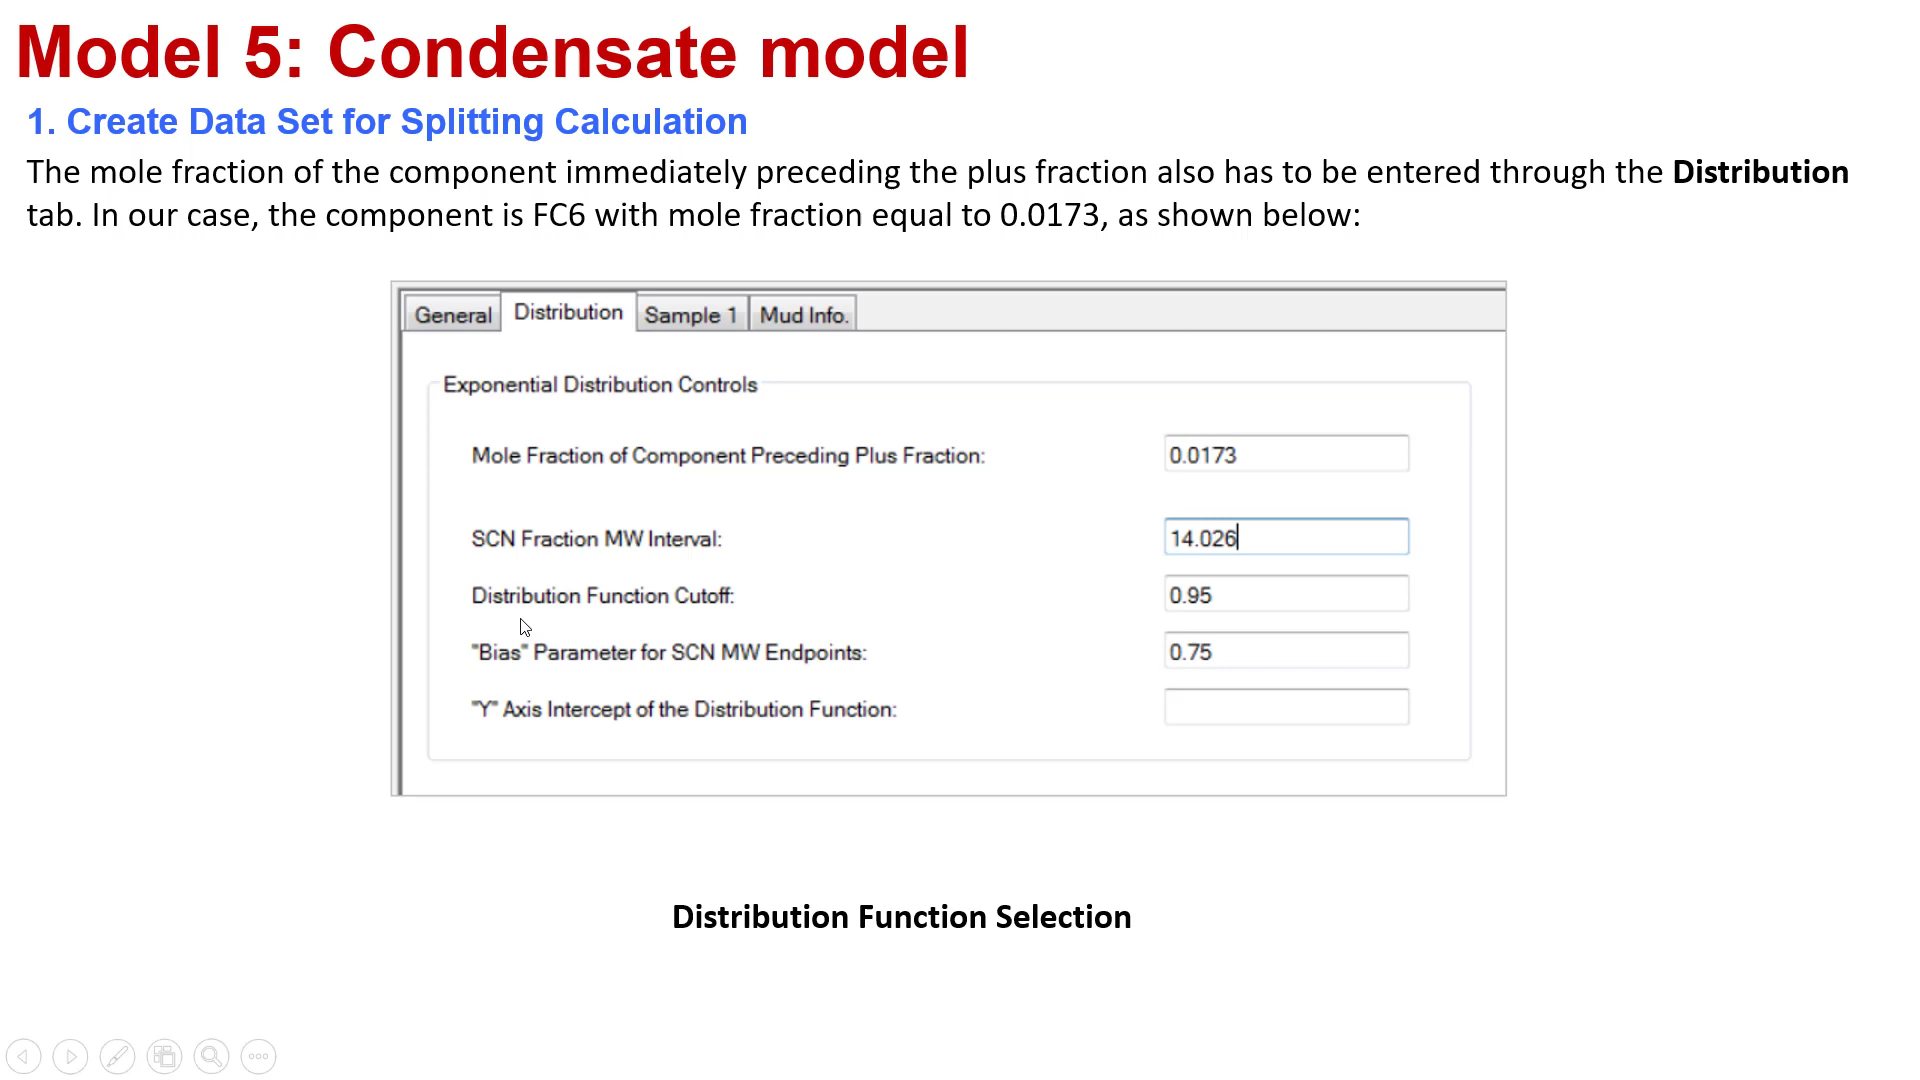 Model 5: Condensate model
1. Create Data Set for Splitting Calculation
The mole fraction of the component immediately preceding the plus fraction also has to be entered through the Distribution
tab. In our case, the component is FC6 with mole fraction equal to 0.0173, as shown below:
General Distribution Sample 1 Mud Info.
Exponential Distribution Controls
Mole Fraction of Component Preceding Plus Fraction: 0.0173
SCN Fraction MW Interval: 14.026
Distribution Function Cutoff: 0.95
"Bias" Parameter for SCN MW Endpoints: 0.75
"Y" Axis Intercept of the Distribution Function:
Distribution Function Selection